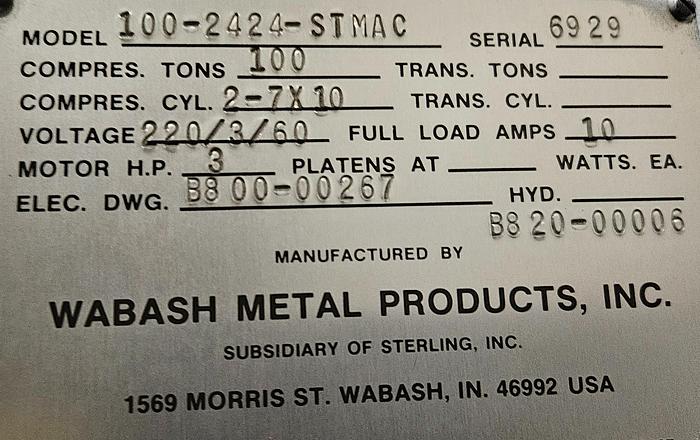 MODEL 100-2424-STMAC SERIAL 6929
COMPRES. TONS 100 TRANS. TONS
COMPRES. CYL. 2-7X10 TRANS. CYL.
VOLTAGE 220/3/60 FULL LOAD AMPS 10
MOTOR H.P. 3 PLATENS AT WATTS. EA.
ELEC. DWG. B800-00267 HYD.
B820-00006
MANUFACTURED BY
WABASH METAL PRODUCTS, INC.
SUBSIDIARY OF STERLING, INC.
1569 MORRIS ST. WABASH, IN. 46992 USA